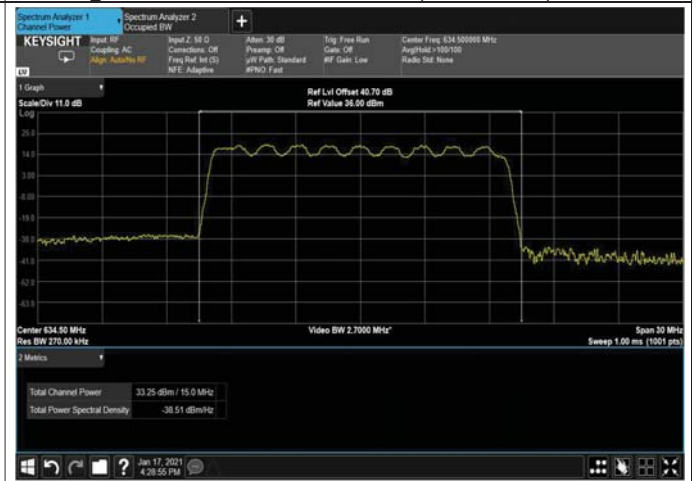 Spectrum Analyzer 1
Channel Power
Spectrum Analyzer 2
Occupied BW
+
KEYSIGHT
Input: RF
Coupling: AC
Align: Auto/No RF
Input Z: 50 Ω
Corrections: Off
Freq Ref: Int (S)
NFE: Adaptive
Atten: 30 dB
Preamp: Off
µW Path: Standard
#PNO: Fast
Trig: Free Run
Gate: Off
#IF Gain: Low
Center Freq: 634.500000 MHz
Avg|Hold:>100/100
Radio Std: None
1 Graph
Scale/Div 11.0 dB
Ref Lvl Offset 40.70 dB
Ref Value 36.00 dBm
Log
25.0
14.0
3.00
-8.00
-19.0
-30.0
-41.0
-52.0
-63.0
Center 634.50 MHz
Video BW 2.7000 MHz*
Span 30 MHz
Res BW 270.00 kHz
Sweep 1.00 ms (1001 pts)
2 Metrics
Total Channel Power 33.25 dBm / 15.0 MHz
Total Power Spectral Density -38.51 dBm/Hz
?
Jan 17, 2021
4:28:55 PM